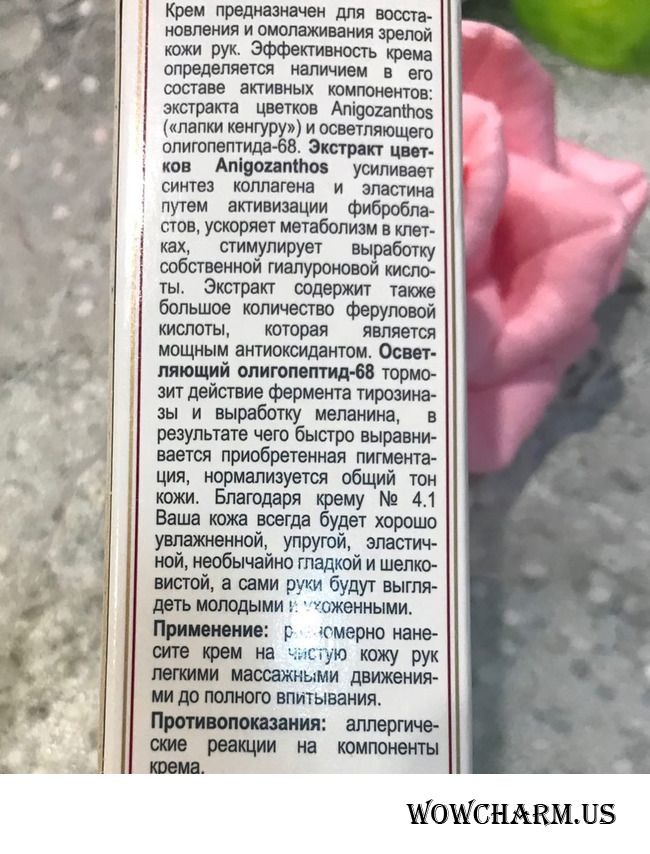 Крем предназначен для восста-
новления и омолаживания зрелой
кожи рук. Эффективность крема
определяется наличием в его
составе активных компонентов:
экстракта цветков Anigozanthos
(«лапки кенгуру») и осветляющего
олигопептида-68. Экстракт цвет-
ков Anigozanthos усиливает
синтез коллагена и эластина
путем активизации фибробла-
стов, ускоряет метаболизм в клет-
ках, стимулирует выработку
собственной гиалуроновой кисло-
ты. Экстракт содержит также
большое количество феруловой
кислоты, которая является
мощным антиоксидантом. Освет-
ляющий олигопептид-68 тормо-
зит действие фермента тирозина-
зы и выработку меланина, в
результате чего быстро выравни-
вается приобретенная пигмента-
ция, нормализуется общий тон
кожи. Благодаря крему № 4.1
Ваша кожа всегда будет хорошо
увлажненной, упругой, эластич-
ной, необычайно гладкой и шелко-
вистой, а сами руки будут выгля-
деть молодыми и ухоженными.
Применение: равномерно нане-
сите крем на чистую кожу рук
легкими массажными движения-
ми до полного впитывания.
Противопоказания: аллергиче-
ские реакции на компоненты
крема.
WOWCHARM.US